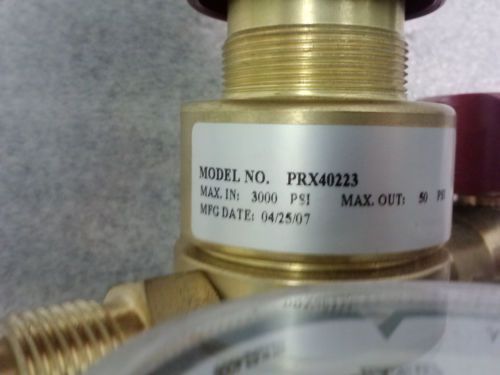 MODEL NO. PRX40223
MAX. IN: 3000 PSI MAX. OUT: 50 PSI
MFG DATE: 04/25/07